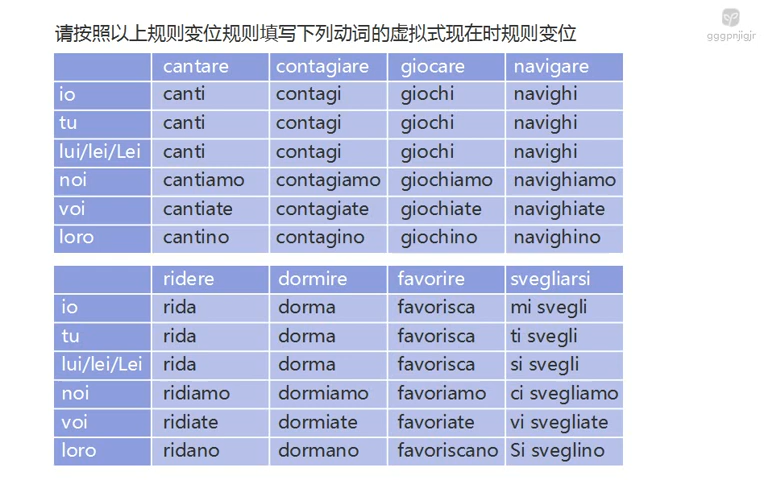 请按照以上规则变位规则填写下列动词的虚拟式现在时规则变位
gggpnjigjr
cantare contagiare giocare navigare
io canti contagi giochi navighi
tu canti contagi giochi navighi
lui/lei/Lei canti contagi giochi navighi
noi cantiamo contagiamo giochiamo navighiamo
voi cantiate contagiate giochiate navighiate
loro cantino contagino giochino navighino
ridere dormire favorire svegliarsi
io rida dorma favorisca mi svegli
tu rida dorma favorisca ti svegli
lui/lei/Lei rida dorma favorisca si svegli
noi ridiamo dormiamo favoriamo ci svegliamo
voi ridiate dormiate favoriate vi svegliate
loro ridano dormano favoriscano Si sveglino